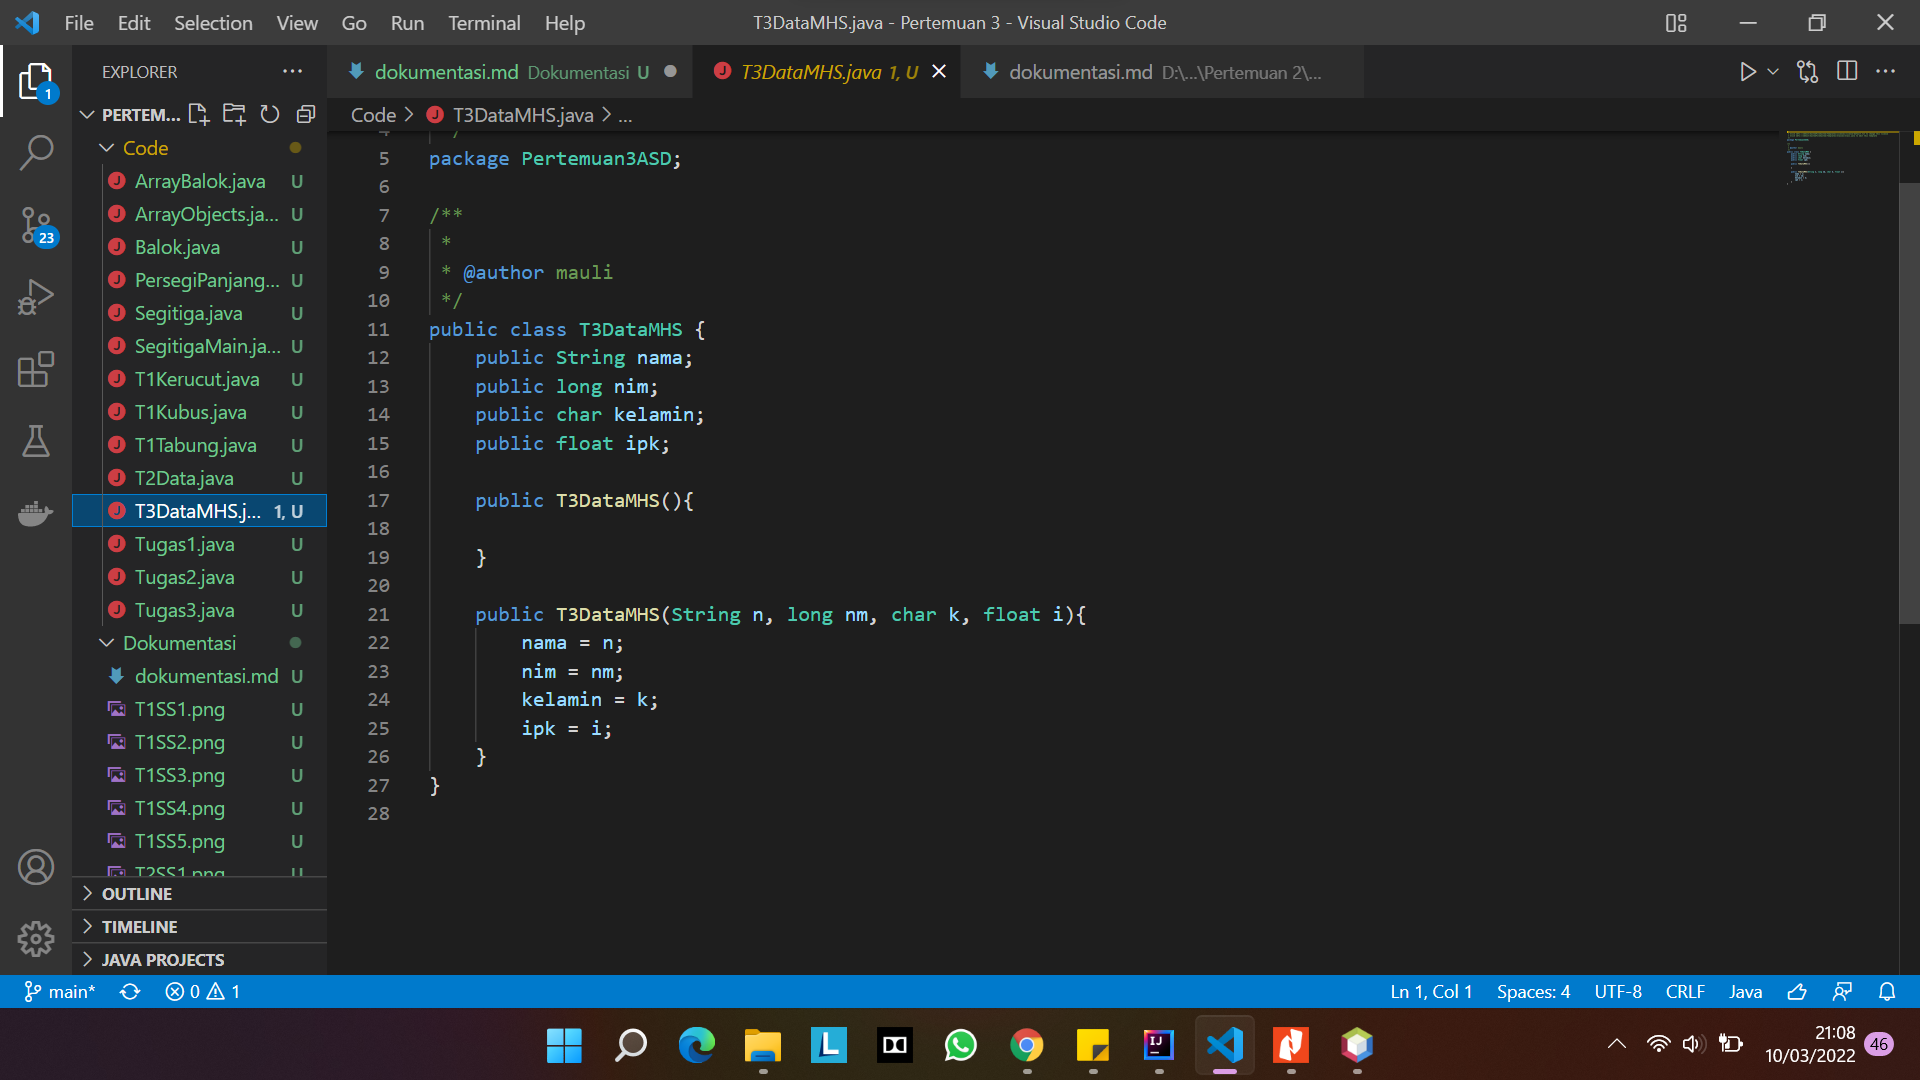 File Edit Selection View Go Run Terminal Help
T3DataMHS.java - Pertemuan 3 - Visual Studio Code
EXPLORER
dokumentasi.md Dokumentasi U
T3DataMHS.java 1, U
dokumentasi.md D:\...\Pertemuan 2\...
PERTEM...
Code > T3DataMHS.java > ...
Code
ArrayBalok.java U
ArrayObjects.ja... U
Balok.java U
PersegiPanjang... U
Segitiga.java U
SegitigaMain.ja... U
T1Kerucut.java U
T1Kubus.java U
T1Tabung.java U
T2Data.java U
T3DataMHS.j... 1, U
Tugas1.java U
Tugas2.java U
Tugas3.java U
Dokumentasi
dokumentasi.md U
T1SS1.png U
T1SS2.png U
T1SS3.png U
T1SS4.png U
T1SS5.png U
T2SS1.png U
OUTLINE
TIMELINE
JAVA PROJECTS
1
23
5 package Pertemuan3ASD;
6
7 /**
8 *
9 * @author mauli
10 */
11 public class T3DataMHS {
12 public String nama;
13 public long nim;
14 public char kelamin;
15 public float ipk;
16
17 public T3DataMHS(){
18
19 }
20
21 public T3DataMHS(String n, long nm, char k, float i){
22 nama = n;
23 nim = nm;
24 kelamin = k;
25 ipk = i;
26 }
27 }
28
main* 0 1
Ln 1, Col 1 Spaces: 4 UTF-8 CRLF Java
L
IJ
21:08
10/03/2022
46